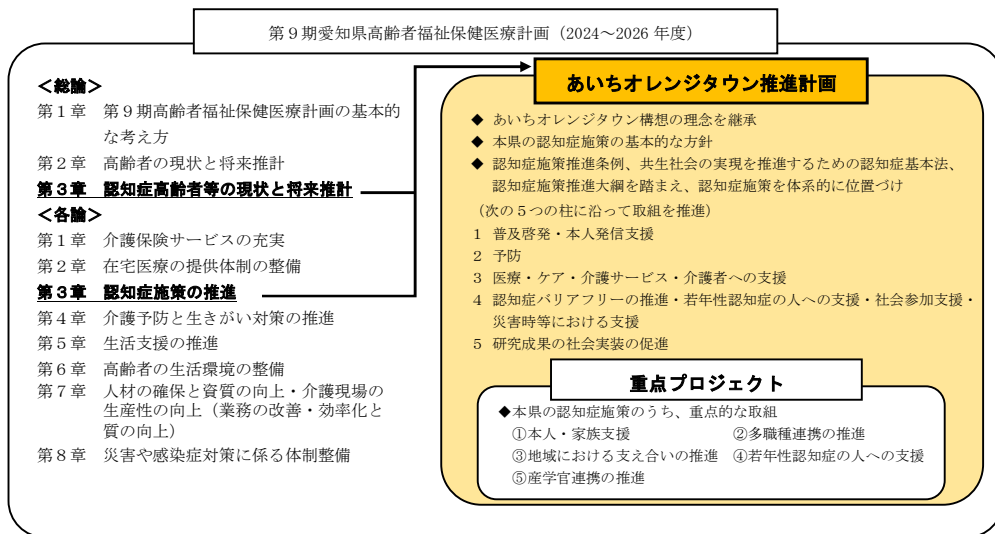 第９期愛知県高齢者福祉保健医療計画（2024～2026 年度）
＜総論＞
第１章　第９期高齢者福祉保健医療計画の基本的
な考え方
第２章　高齢者の現状と将来推計
第３章　認知症高齢者等の現状と将来推計
＜各論＞
第１章　介護保険サービスの充実
第２章　在宅医療の提供体制の整備
第３章　認知症施策の推進
第４章　介護予防と生きがい対策の推進
第５章　生活支援の推進
第６章　高齢者の生活環境の整備
第７章　人材の確保と資質の向上・介護現場の
生産性の向上（業務の改善・効率化と
質の向上）
第８章　災害や感染症対策に係る体制整備
あいちオレンジタウン推進計画
◆ あいちオレンジタウン構想の理念を継承
◆ 本県の認知症施策の基本的な方針
◆ 認知症施策推進条例、共生社会の実現を推進するための認知症基本法、
認知症施策推進大綱を踏まえ、認知症施策を体系的に位置づけ
（次の５つの柱に沿って取組を推進）
１ 普及啓発・本人発信支援
２ 予防
３ 医療・ケア・介護サービス・介護者への支援
４ 認知症バリアフリーの推進・若年性認知症の人への支援・社会参加支援・
災害時等における支援
５ 研究成果の社会実装の促進
重点プロジェクト
◆本県の認知症施策のうち、重点的な取組
①本人・家族支援　②多職種連携の推進
③地域における支え合いの推進　④若年性認知症の人への支援
⑤産学官連携の推進